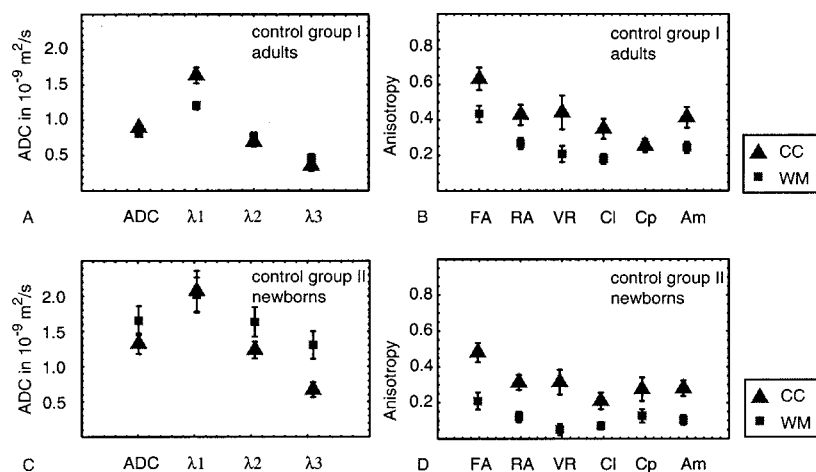 control group I
adults
ADC in 10⁻⁹ m²/s
2.0
1.5
1.0
0.5
A
ADC λ1 λ2 λ3
control group I
adults
Anisotropy
0.8
0.6
0.4
0.2
B
FA RA VR Cl Cp Am
CC
WM
control group II
newborns
ADC in 10⁻⁹ m²/s
2.0
1.5
1.0
0.5
C
ADC λ1 λ2 λ3
control group II
newborns
Anisotropy
0.8
0.6
0.4
0.2
D
FA RA VR Cl Cp Am
CC
WM